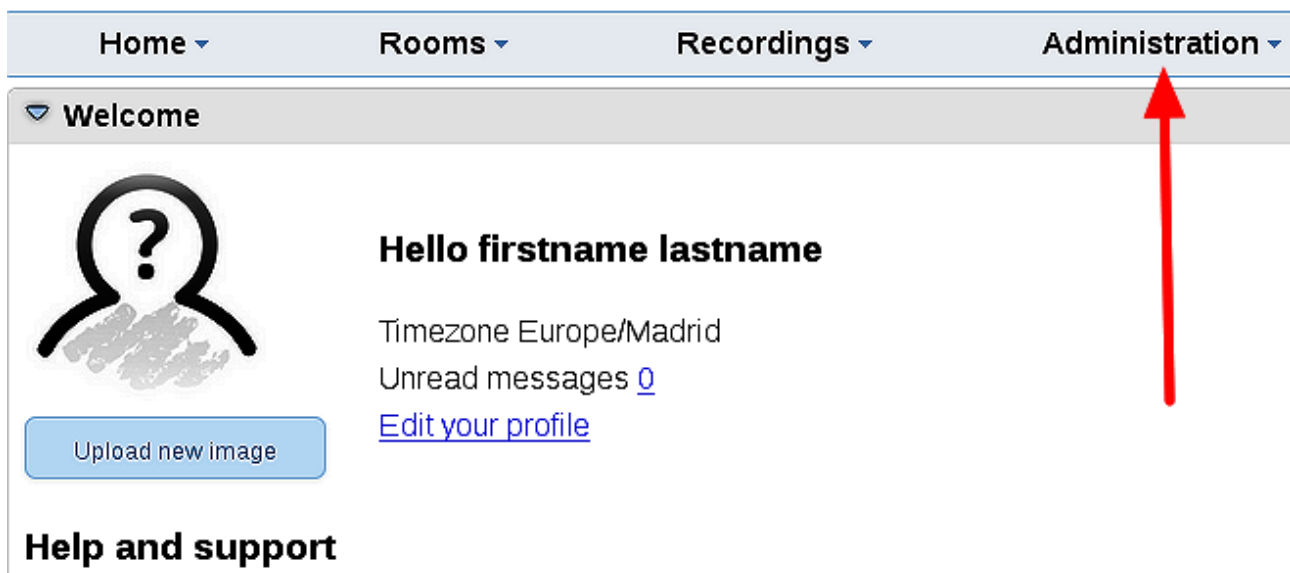 Home Rooms Recordings Administration
Welcome
?
Hello firstname lastname
Timezone Europe/Madrid
Unread messages 0
Edit your profile
Upload new image
Help and support